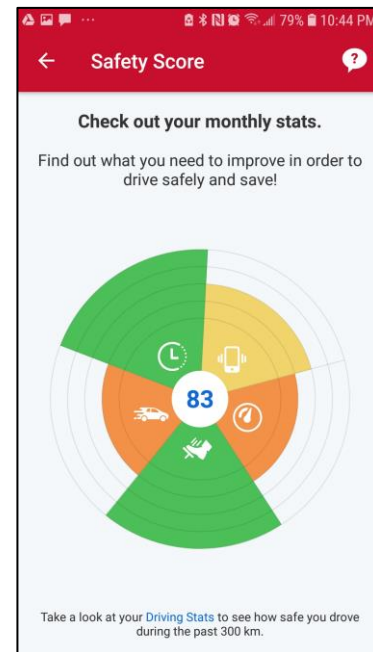 79% 10:44 PM
Safety Score
?
Check out your monthly stats.
Find out what you need to improve in order to
drive safely and save!
83
Take a look at your Driving Stats to see how safe you drove
during the past 300 km.